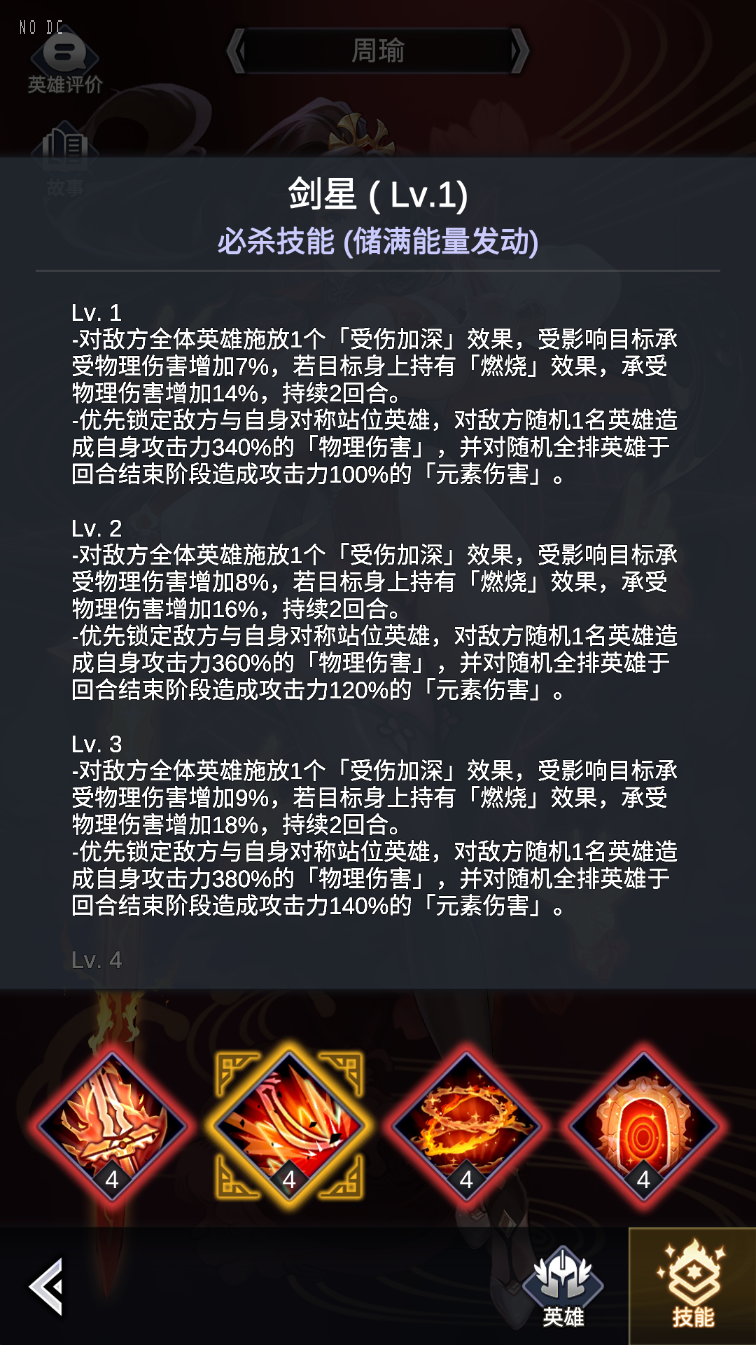 NO DC
周瑜
英雄评价
故事
剑星 ( Lv.1)
必杀技能 (储满能量发动)
Lv. 1
-对敌方全体英雄施放1个「受伤加深」效果，受影响目标承
受物理伤害增加7%，若目标身上持有「燃烧」效果，承受
物理伤害增加14%，持续2回合。
-优先锁定敌方与自身对称站位英雄，对敌方随机1名英雄造
成自身攻击力340%的「物理伤害」，并对随机全排英雄于
回合结束阶段造成攻击力100%的「元素伤害」。
Lv. 2
-对敌方全体英雄施放1个「受伤加深」效果，受影响目标承
受物理伤害增加8%，若目标身上持有「燃烧」效果，承受
物理伤害增加16%，持续2回合。
-优先锁定敌方与自身对称站位英雄，对敌方随机1名英雄造
成自身攻击力360%的「物理伤害」，并对随机全排英雄于
回合结束阶段造成攻击力120%的「元素伤害」。
Lv. 3
-对敌方全体英雄施放1个「受伤加深」效果，受影响目标承
受物理伤害增加9%，若目标身上持有「燃烧」效果，承受
物理伤害增加18%，持续2回合。
-优先锁定敌方与自身对称站位英雄，对敌方随机1名英雄造
成自身攻击力380%的「物理伤害」，并对随机全排英雄于
回合结束阶段造成攻击力140%的「元素伤害」。
Lv. 4
4
4
4
4
英雄
技能